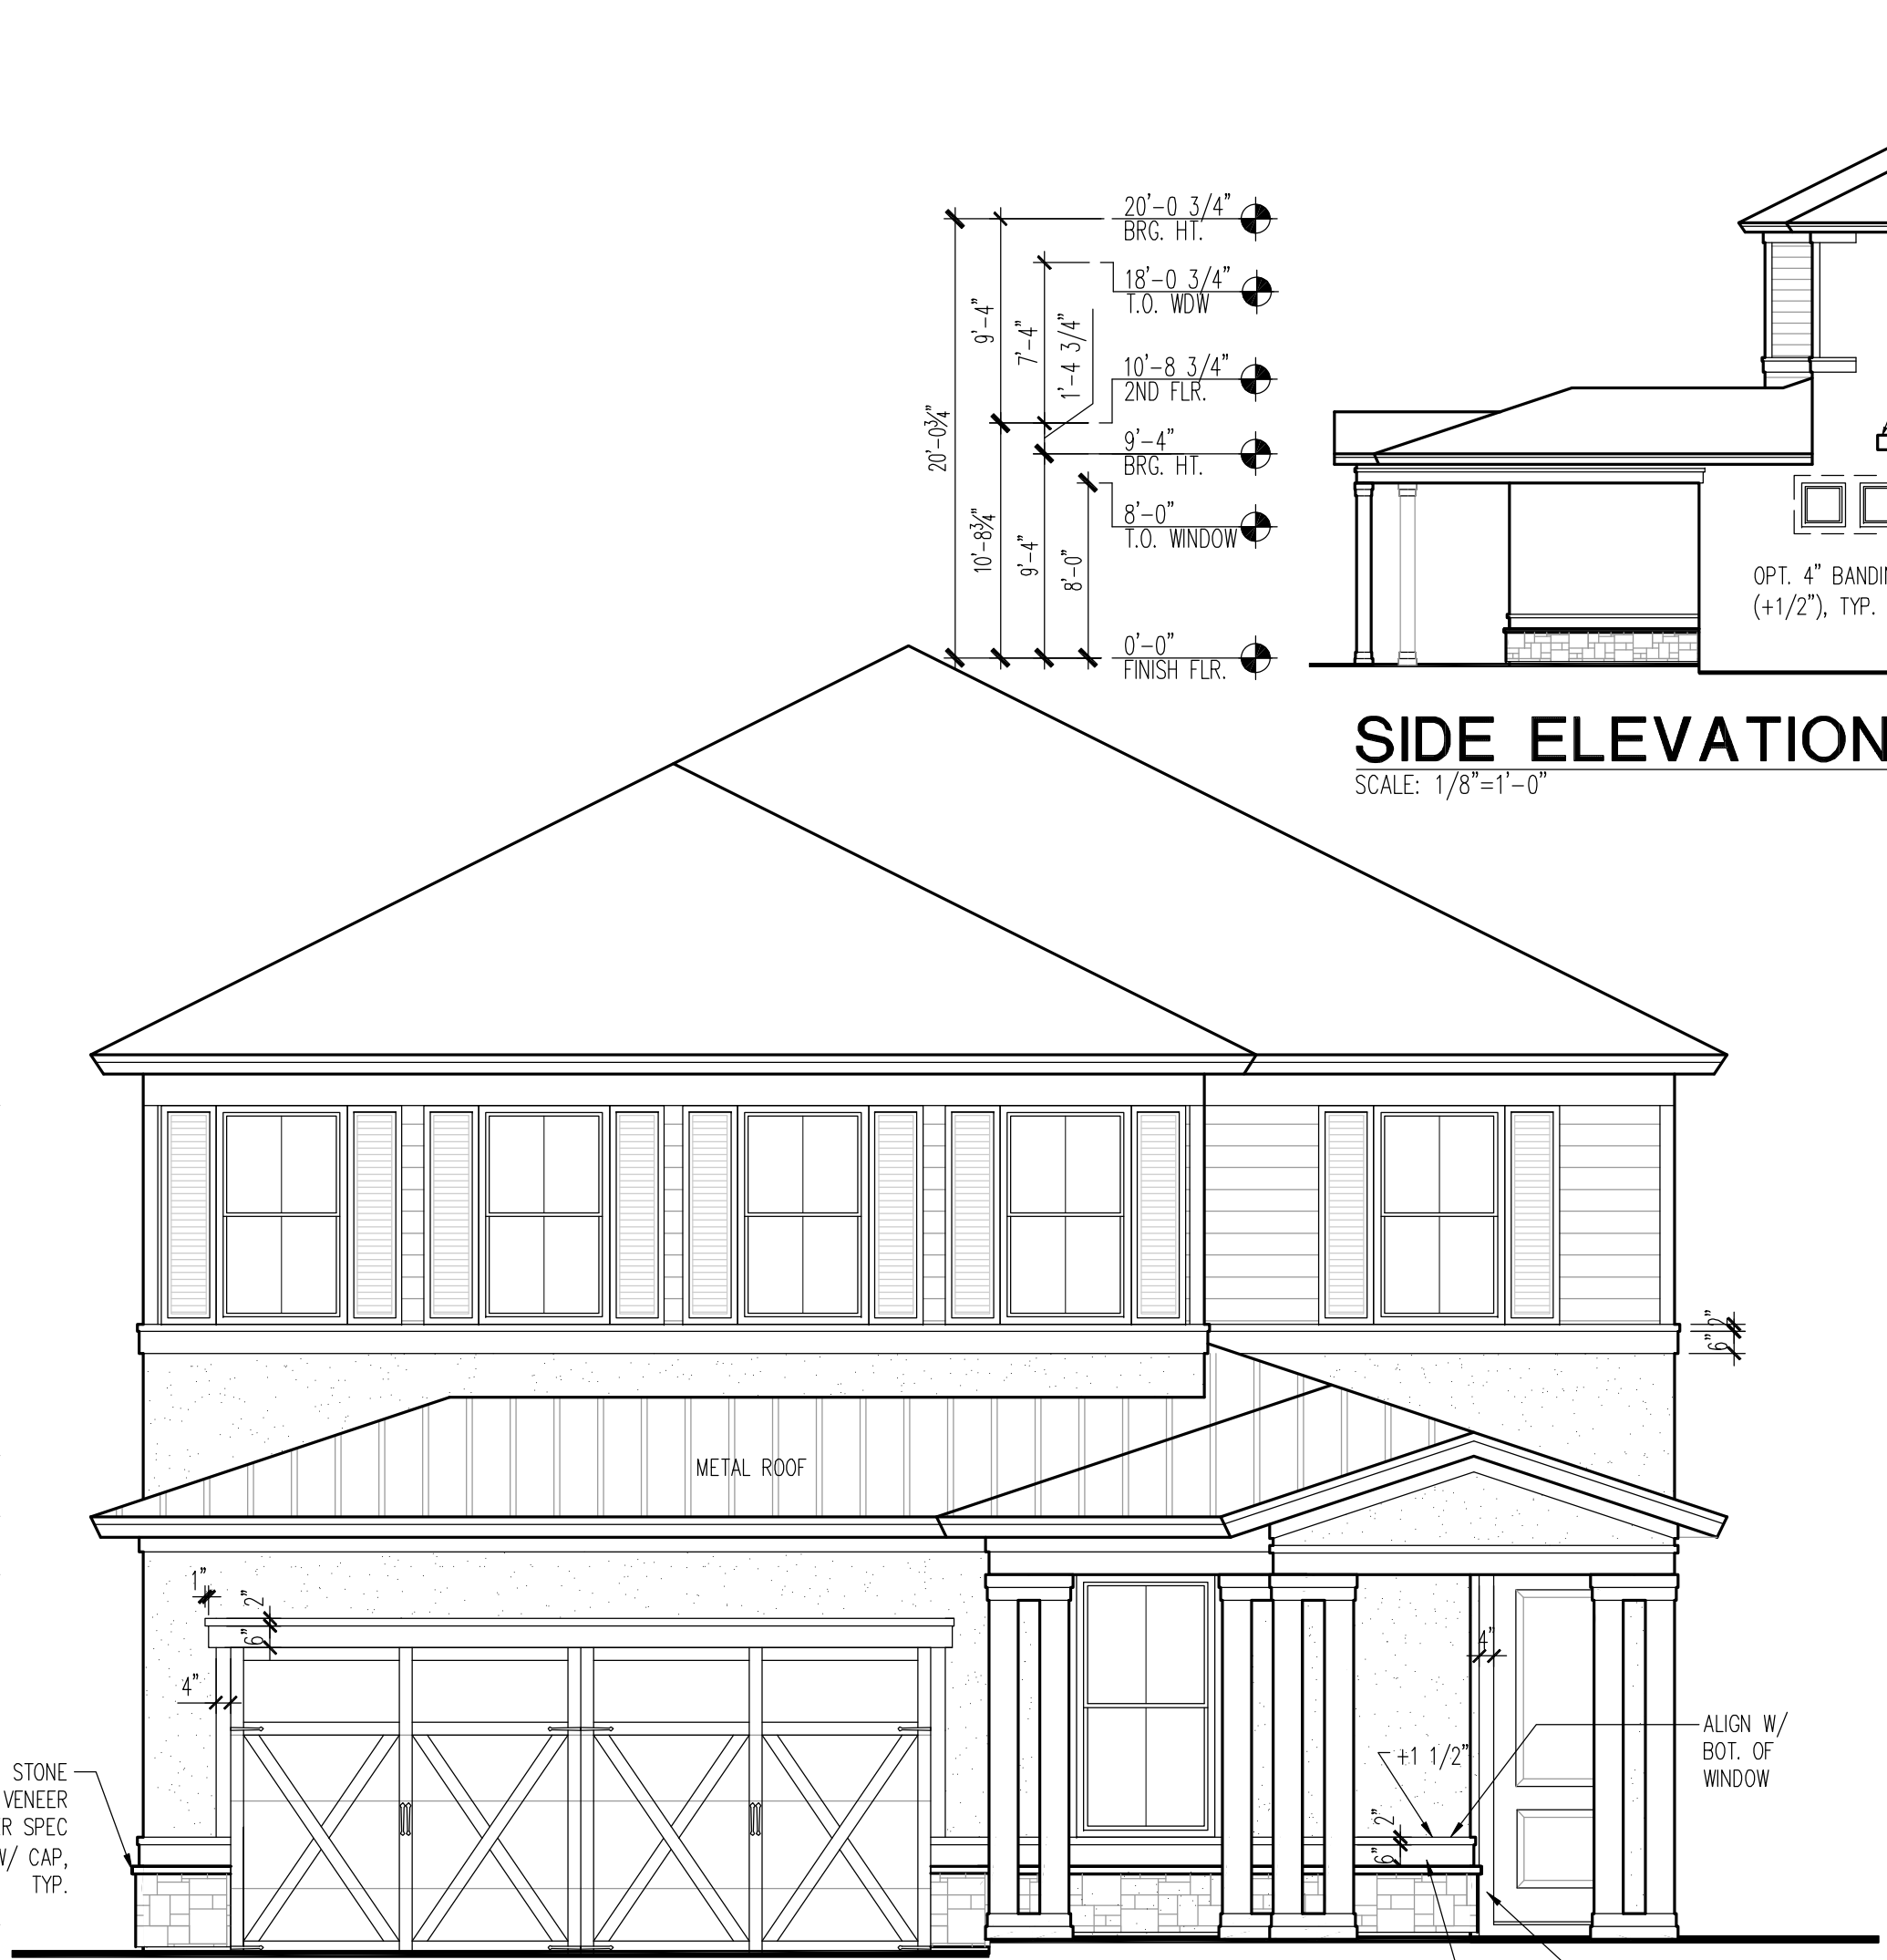 20'-0 3/4"
BRG. HT.
18'-0 3/4"
T.O. WDW
10'-8 3/4"
2ND FLR.
9'-4"
BRG. HT.
8'-0"
T.O. WINDOW
0'-0"
FINISH FLR.
20'-0¾"
9'-4"
10'-8¾"
7'-4"
9'-4"
1'-4 3/4"
8'-0"
OPT. 4"
(+1/2"), TYP.
SIDE ELEVATION
SCALE: 1/8"=1'-0"
2"
6"
METAL ROOF
1"
2"
6"
4"
4"
+1 1/2"
2"
6"
ALIGN W/
BOT. OF
WINDOW
STONE
VENEER
SPEC
W/ CAP,
TYP.